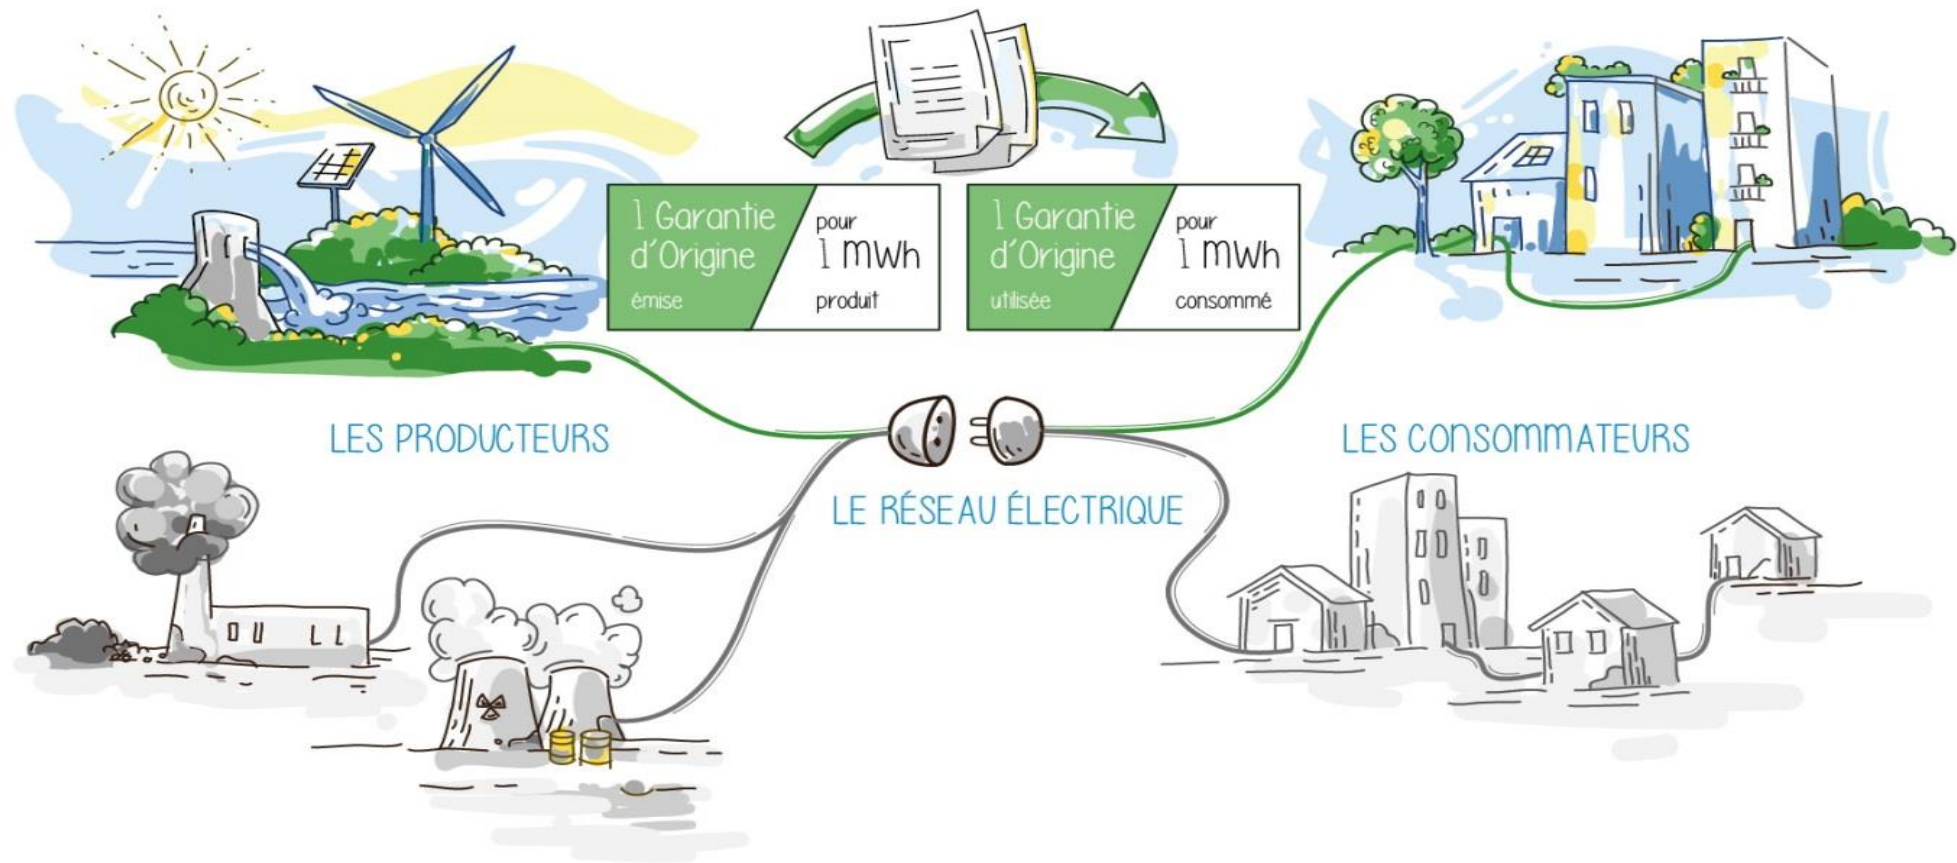 1 Garantie
d'Origine
émise
pour
1 MWh
produit
1 Garantie
d'Origine
utilisée
pour
1 MWh
consommé
LES PRODUCTEURS
LES CONSOMMATEURS
LE RÉSEAU ÉLECTRIQUE